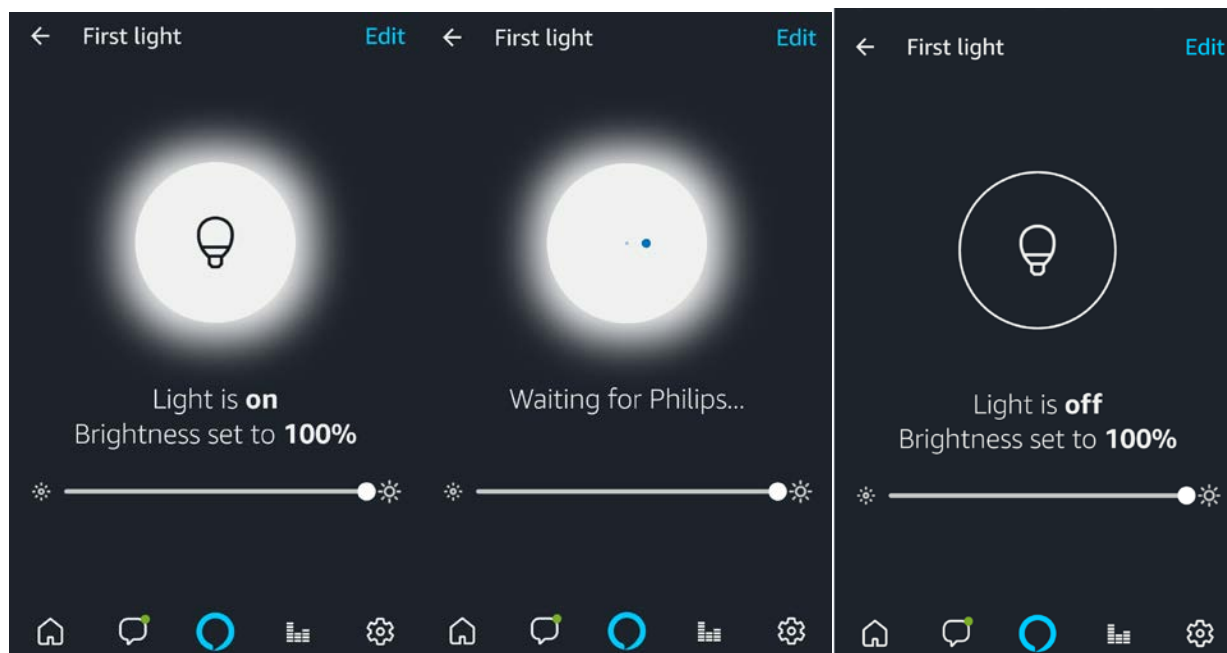 First light Edit
Light is on
Brightness set to 100%
First light Edit
Waiting for Philips...
First light Edit
Light is off
Brightness set to 100%